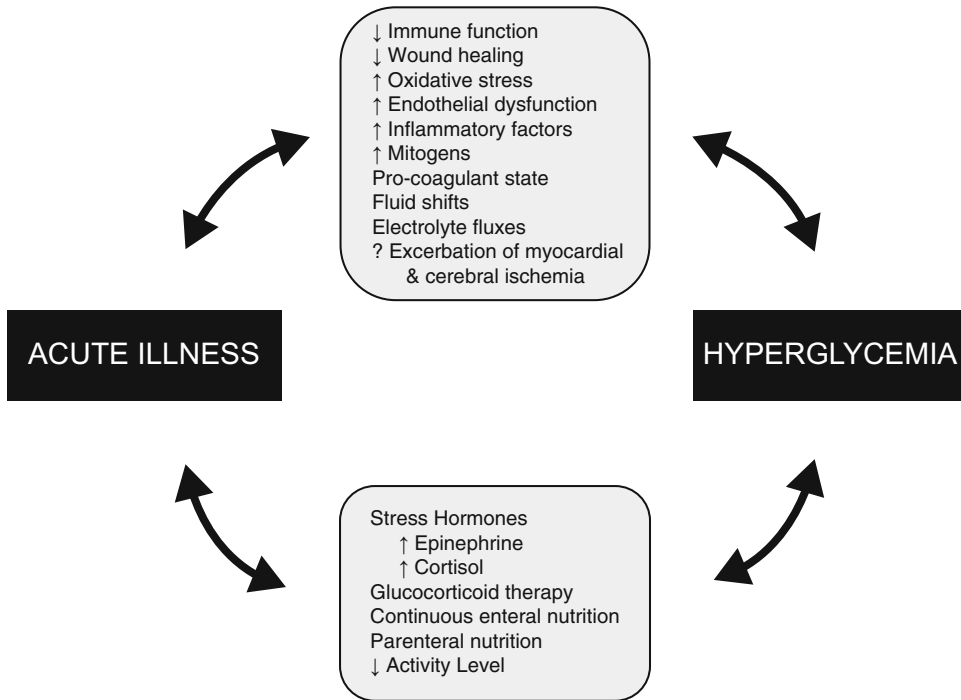 ↓ Immune function
↓ Wound healing
↑ Oxidative stress
↑ Endothelial dysfunction
↑ Inflammatory factors
↑ Mitogens
Pro-coagulant state
Fluid shifts
Electrolyte fluxes
? Excerbation of myocardial
& cerebral ischemia
ACUTE ILLNESS
HYPERGLYCEMIA
Stress Hormones
↑ Epinephrine
↑ Cortisol
Glucocorticoid therapy
Continuous enteral nutrition
Parenteral nutrition
↓ Activity Level